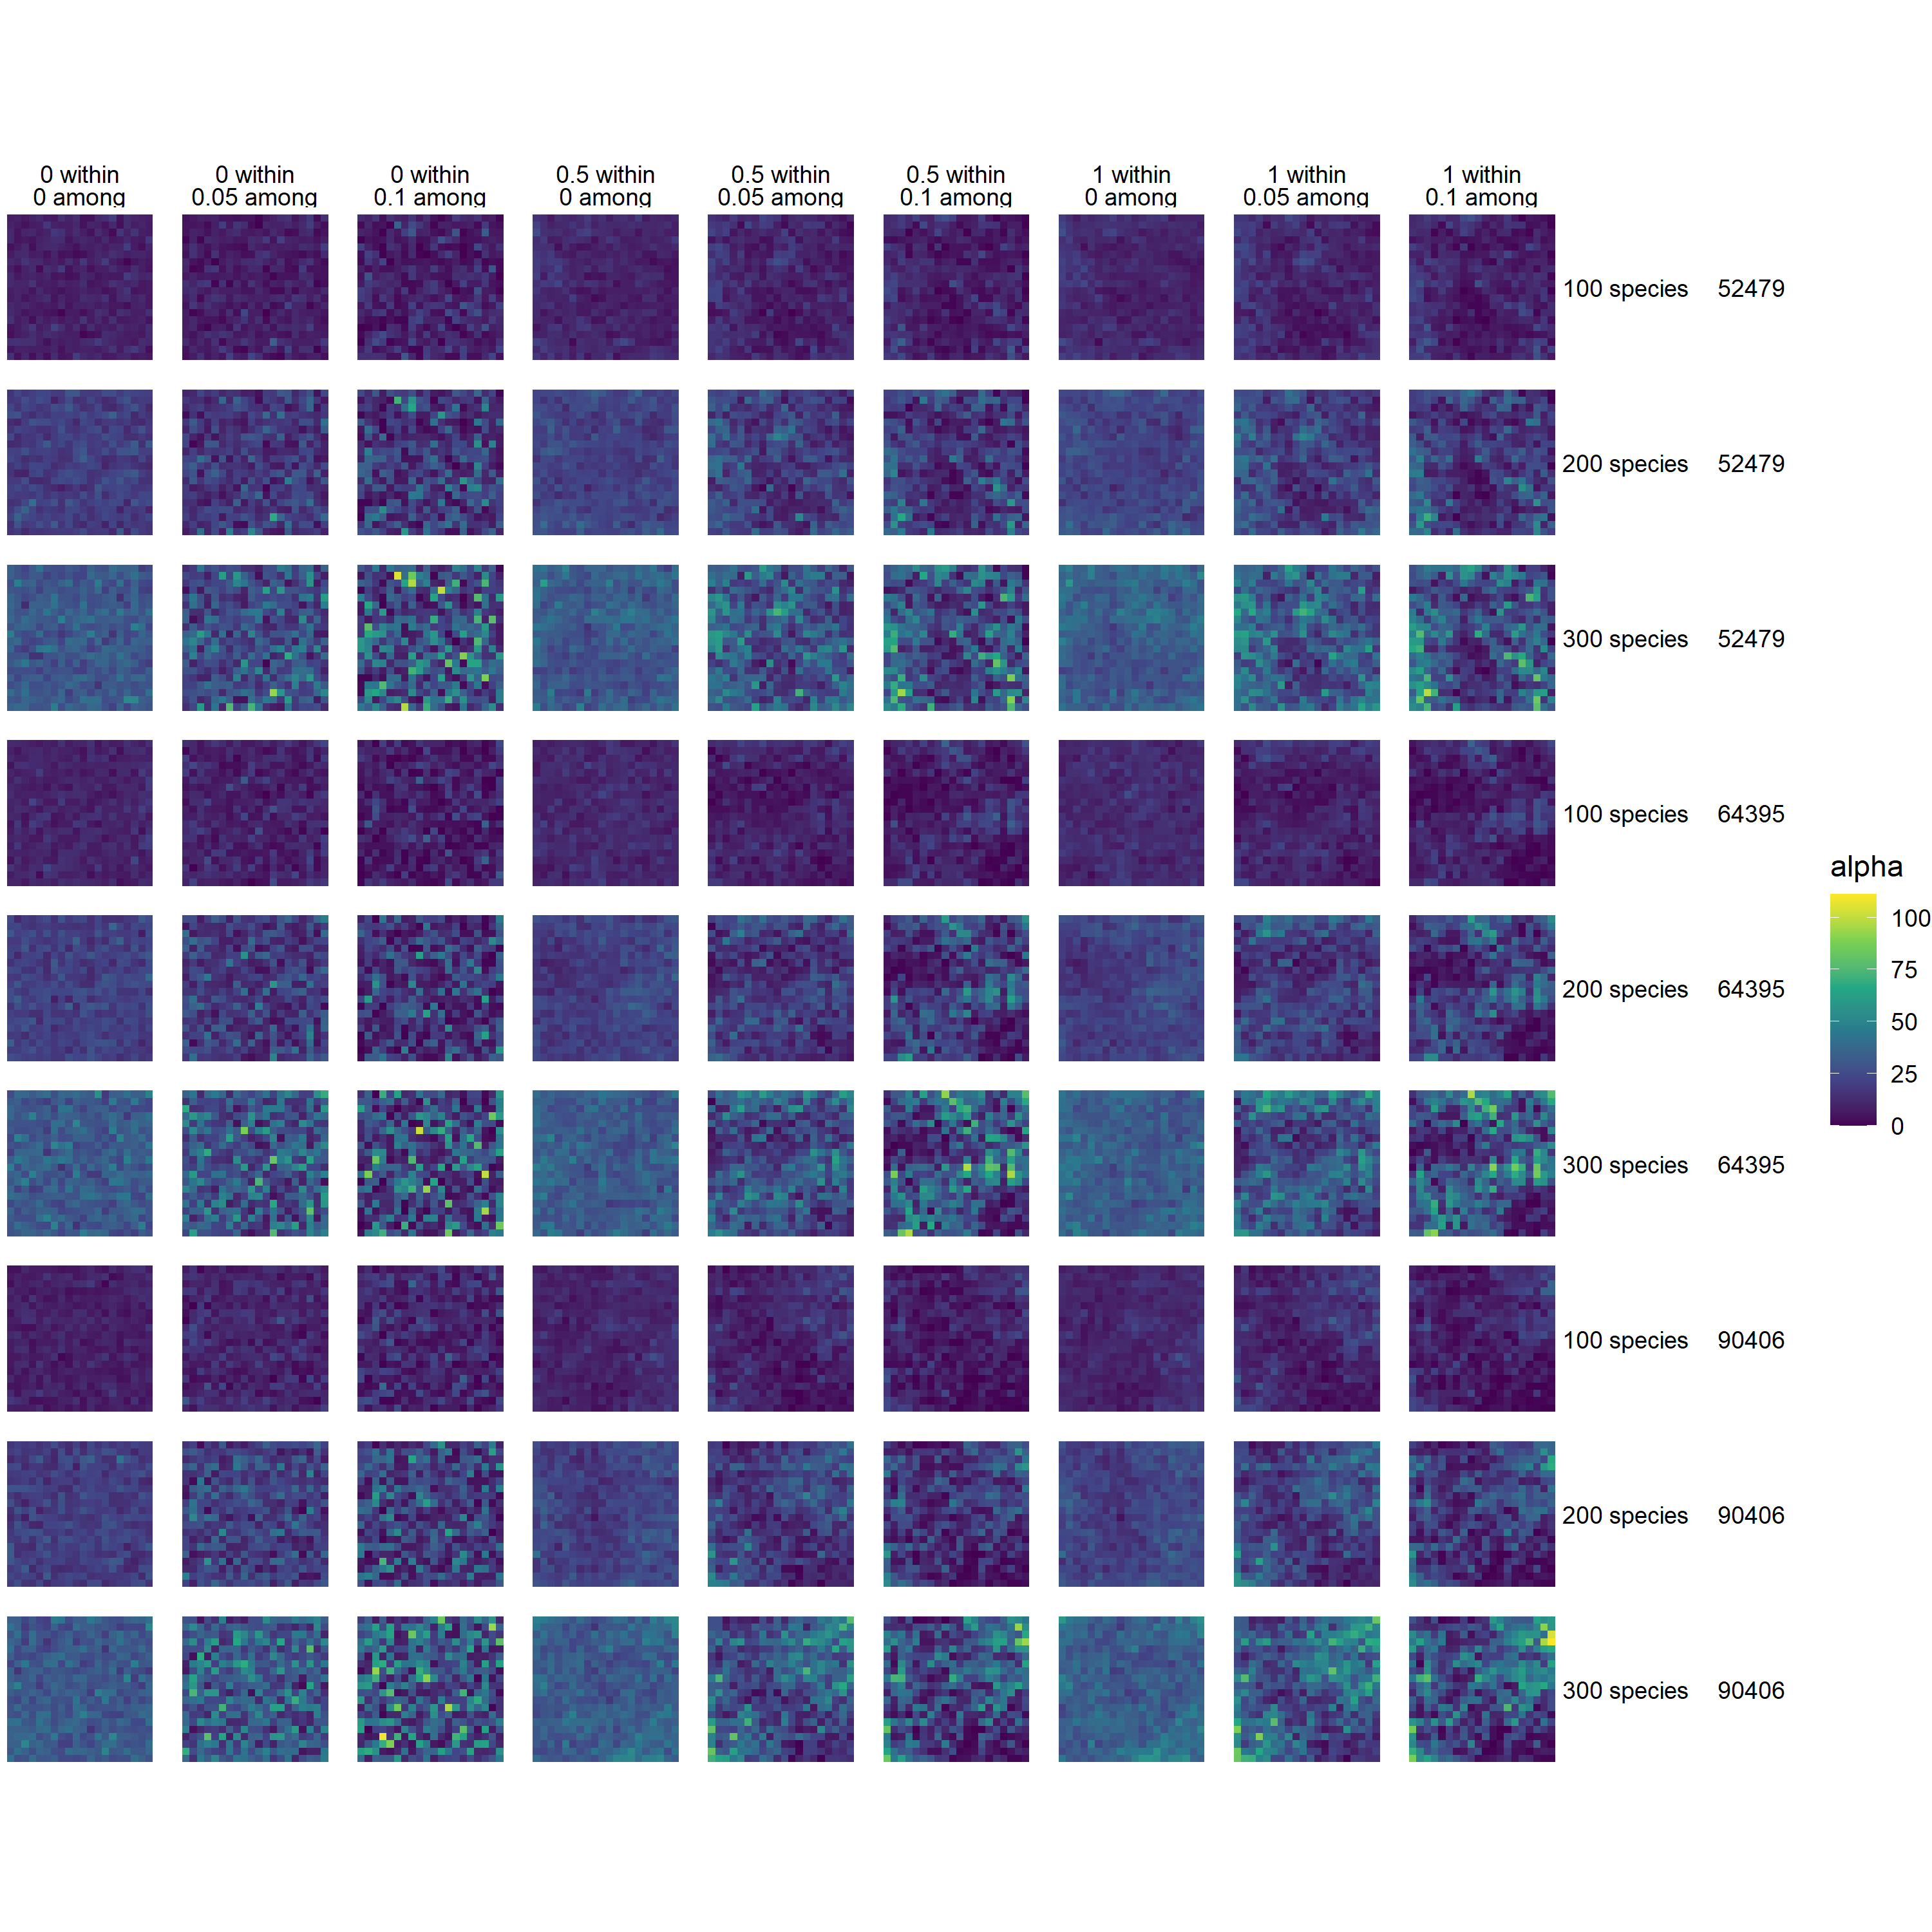 0 within
0 among
0 within
0.05 among
0 within
0.1 among
0.5 within
0 among
0.5 within
0.05 among
0.5 within
0.1 among
1 within
0 among
1 within
0.05 among
1 within
0.1 among
100 species 52479
200 species 52479
300 species 52479
100 species 64395
200 species 64395
300 species 64395
100 species 90406
200 species 90406
300 species 90406
alpha
100
75
50
25
0